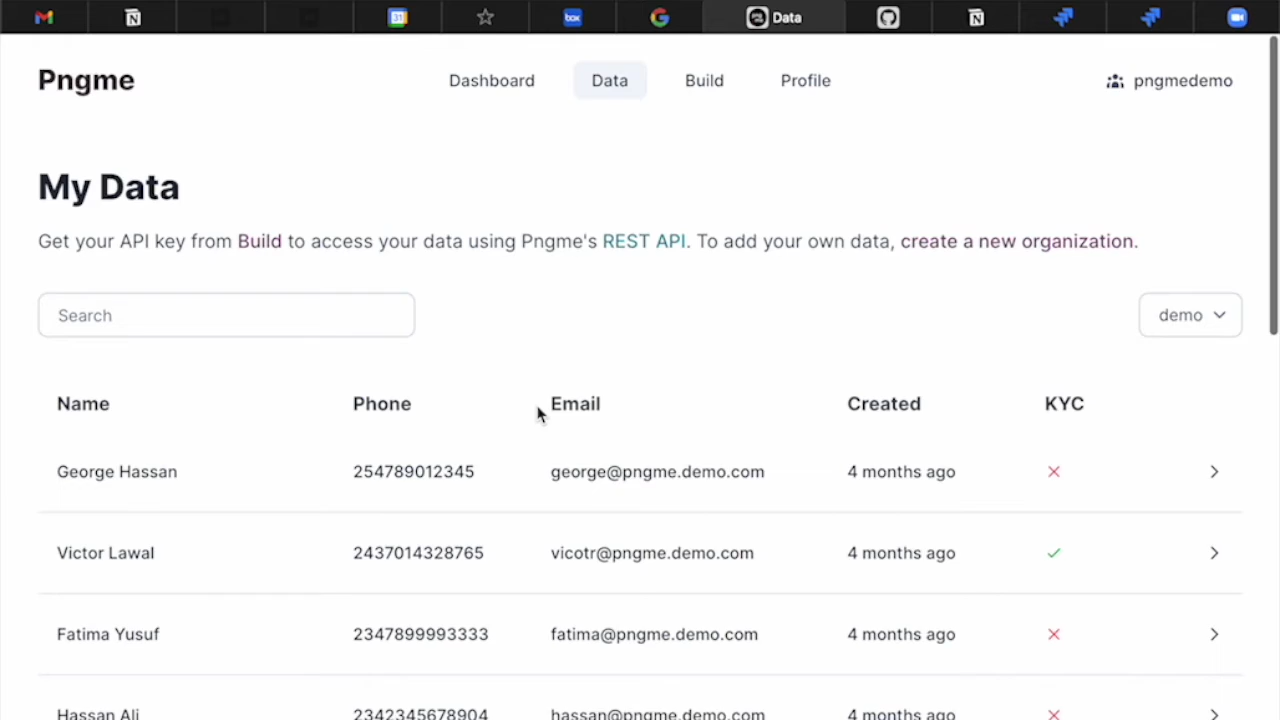 31
box
Data
Pngme
Dashboard
Data
Build
Profile
pngmedemo
My Data
Get your API key from Build to access your data using Pngme's REST API. To add your own data, create a new organization.
Search
demo
Name Phone Email Created KYC
George Hassan 254789012345 george@pngme.demo.com 4 months ago
Victor Lawal 2437014328765 vicotr@pngme.demo.com 4 months ago
Fatima Yusuf 2347899993333 fatima@pngme.demo.com 4 months ago
Hassan Ali 2342345678904 hassan@pngme.demo.com 4 months ago